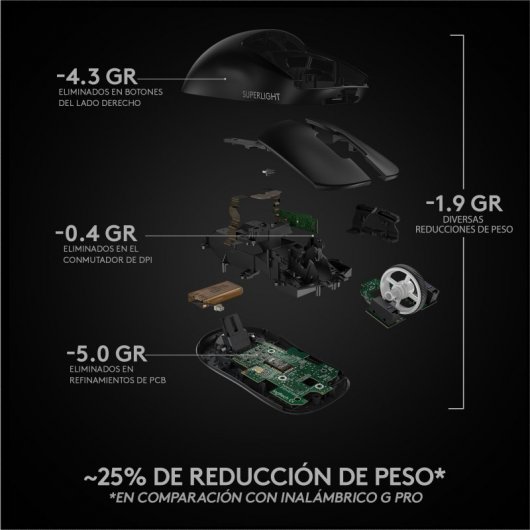 SUPERLIGHT
-4.3 GR
ELIMINADOS EN BOTONES
DEL LADO DERECHO
-1.9 GR
DIVERSAS
REDUCCIONES DE PESO
-0.4 GR
ELIMINADOS EN EL
CONMUTADOR DE DPI
-5.0 GR
ELIMINADOS EN
REFINAMIENTOS DE PCB
~25% DE REDUCCIÓN DE PESO*
*EN COMPARACIÓN CON INALÁMBRICO G PRO